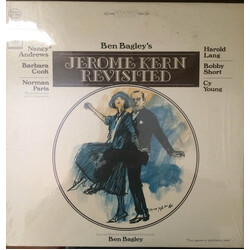 STEREO
Ben Bagley's
JEROME KERN
REVISITED
Nancy
Andrews
Barbara
Cook
Norman
Paris
Harold
Lang
Bobby
Short
Cy
Young
Ben Bagley